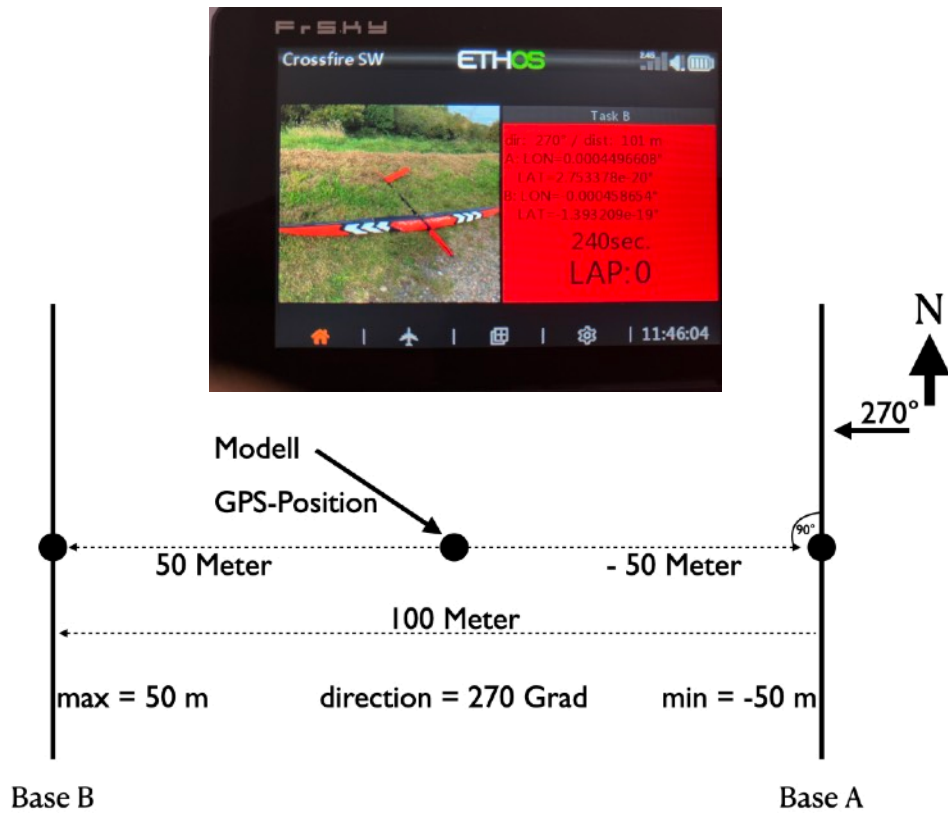 FrSKY
Crossfire SW
ETHOS
2.4G
Task B
dir: 270° / dist: 101 m
A: LON=0.0004496608°
LAT=2.753378e-20°
B: LON=-0.000458654°
LAT=-1.393209e-19°
240sec.
LAP:0
11:46:04
N
270°
Modell
GPS-Position
90°
50 Meter
- 50 Meter
100 Meter
max = 50 m
direction = 270 Grad
min = -50 m
Base B
Base A